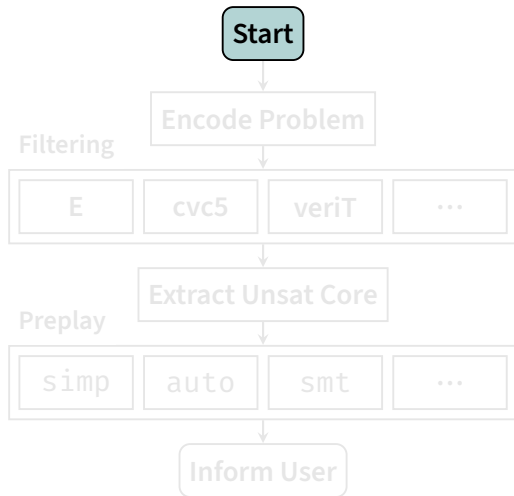 Start
Encode Problem
Filtering
E cvc5 veriT ...
Extract Unsat Core
Preplay
simp auto smt ...
Inform User